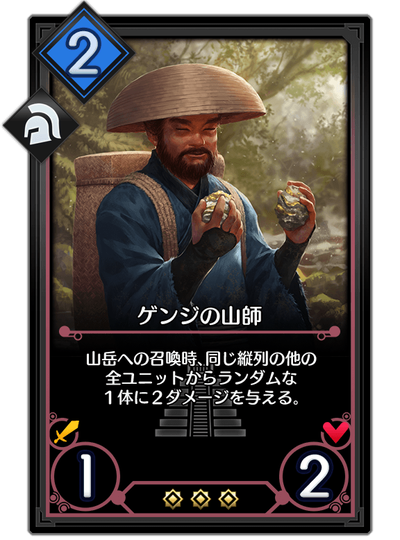 2
ゲンジの山師
山岳への召喚時、同じ縦列の他の
全ユニットからランダムな
1体に2ダメージを与える。
1
2